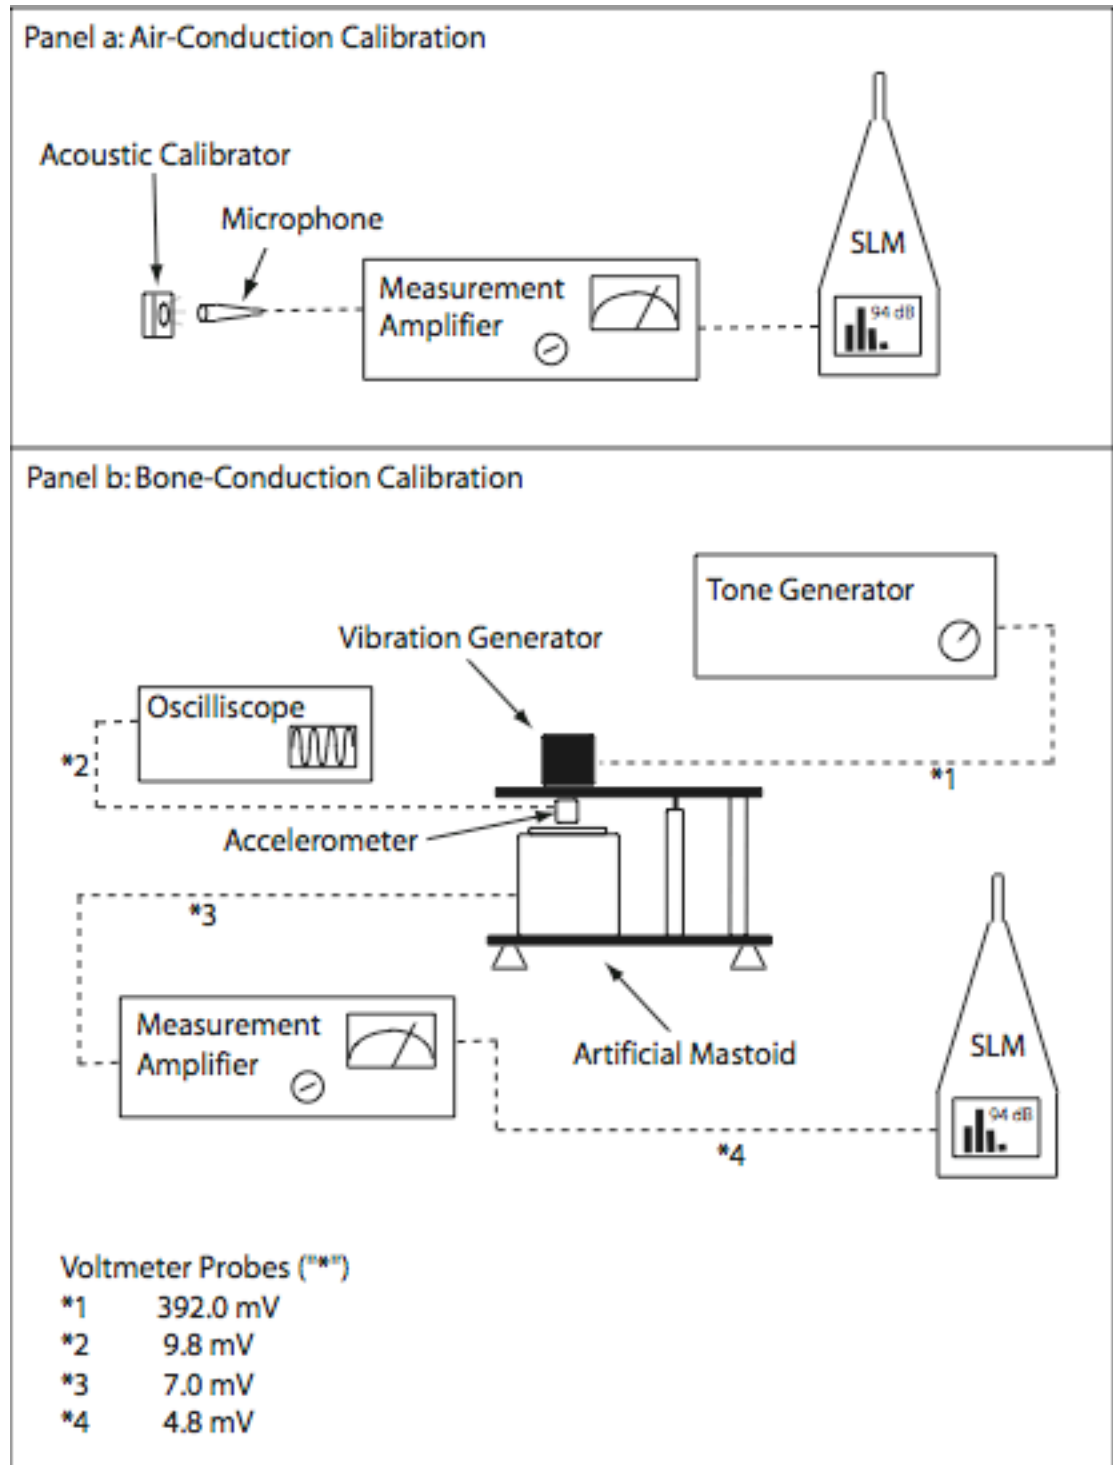 Panel a: Air-Conduction Calibration
Acoustic Calibrator
Microphone
Measurement
Amplifier
SLM
94 dB
Panel b: Bone-Conduction Calibration
Tone Generator
Vibration Generator
Oscilliscope
*2
*1
Accelerometer
*3
Measurement
Amplifier
Artificial Mastoid
SLM
94 dB
*4
Voltmeter Probes ("*")
*1 392.0 mV
*2 9.8 mV
*3 7.0 mV
*4 4.8 mV